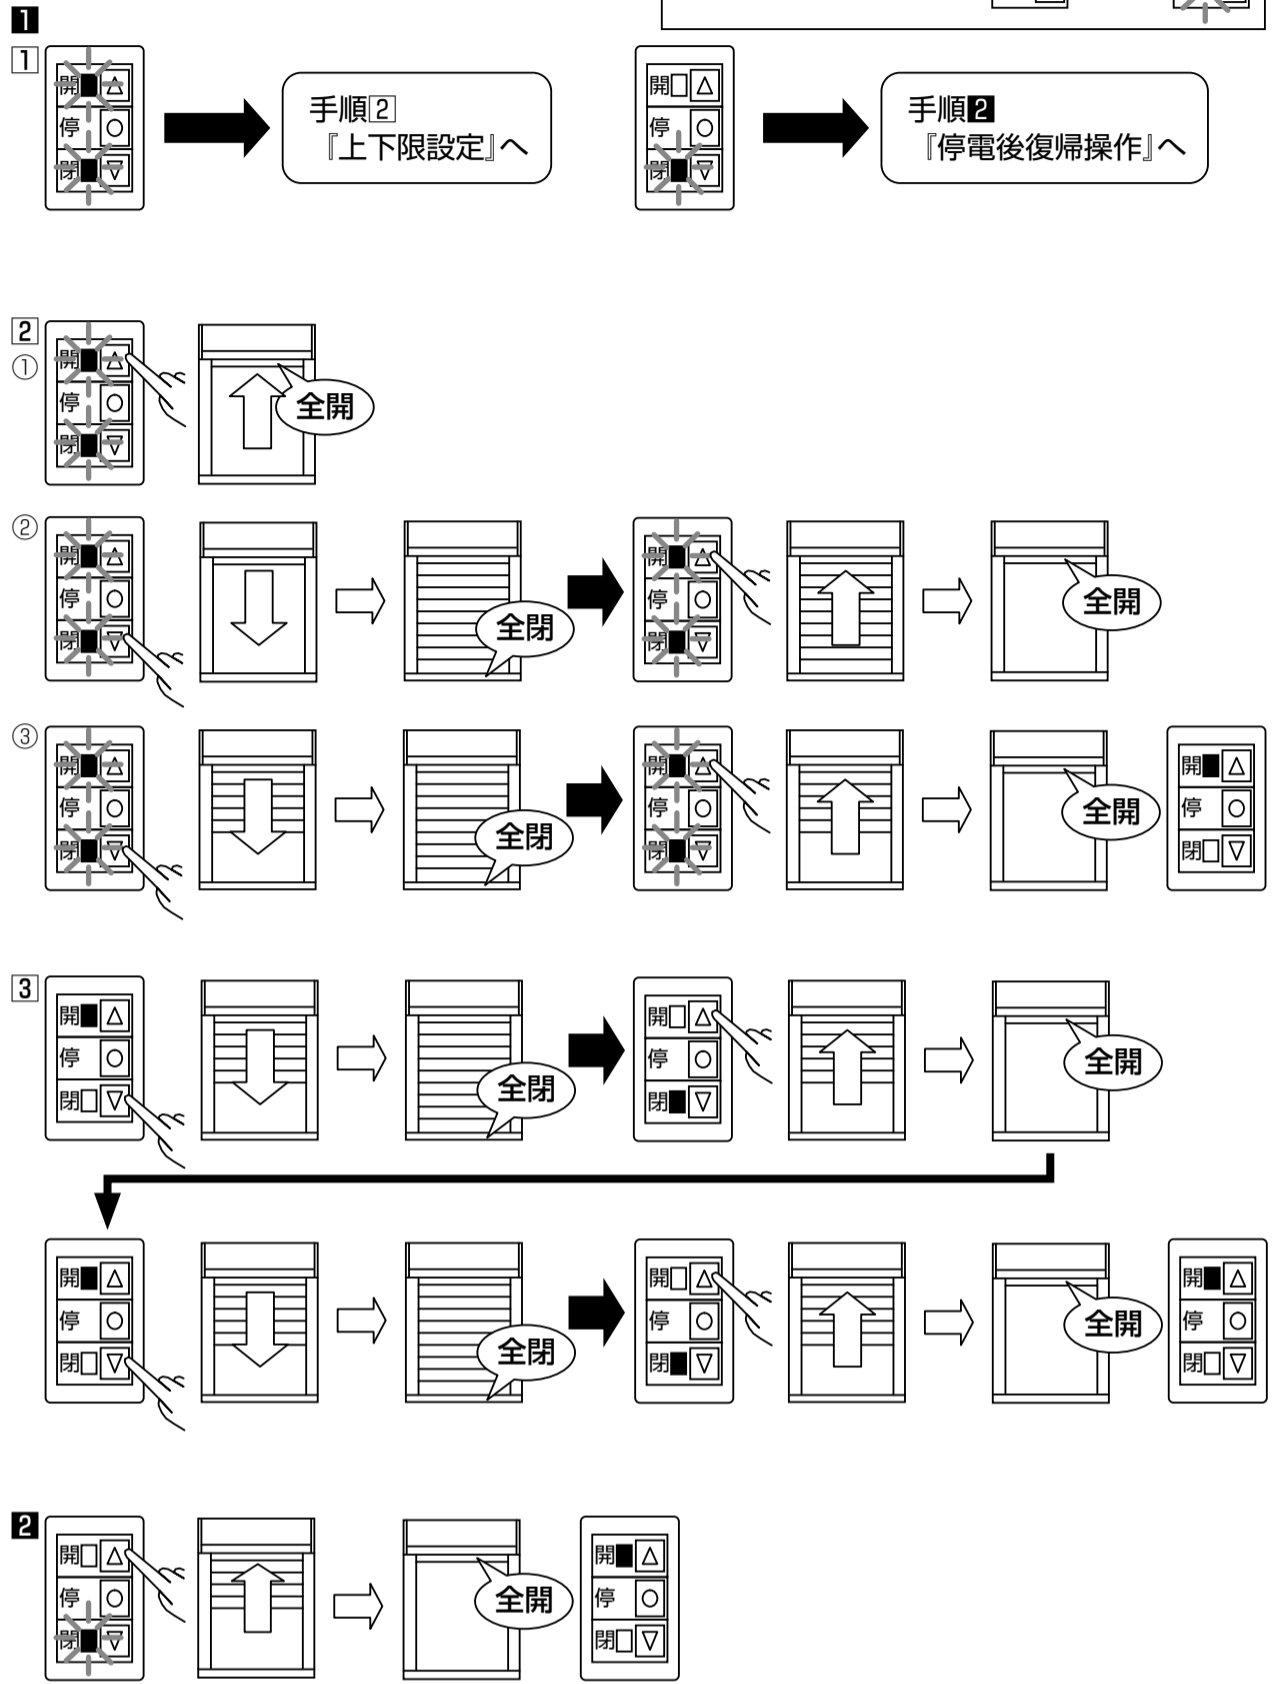 1
1
開 △
停 ○
閉 ▽
手順2
『上下限設定』へ
開 △
停 ○
閉 ▽
手順2
『停電後復帰操作』へ
2
①
開 △
停 ○
閉 ▽
全開
②
開 △
停 ○
閉 ▽
全閉
開 △
停 ○
閉 ▽
全開
③
開 △
停 ○
閉 ▽
全閉
開 △
停 ○
閉 ▽
全開
開 △
停 ○
閉 ▽
3
開 △
停 ○
閉 ▽
全閉
開 △
停 ○
閉 ▽
全開
開 △
停 ○
閉 ▽
全閉
開 △
停 ○
閉 ▽
全開
開 △
停 ○
閉 ▽
2
開 △
停 ○
閉 ▽
全開
開 △
停 ○
閉 ▽